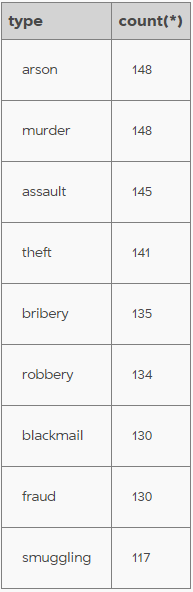 type count(*)
arson 148
murder 148
assault 145
theft 141
bribery 135
robbery 134
blackmail 130
fraud 130
smuggling 117